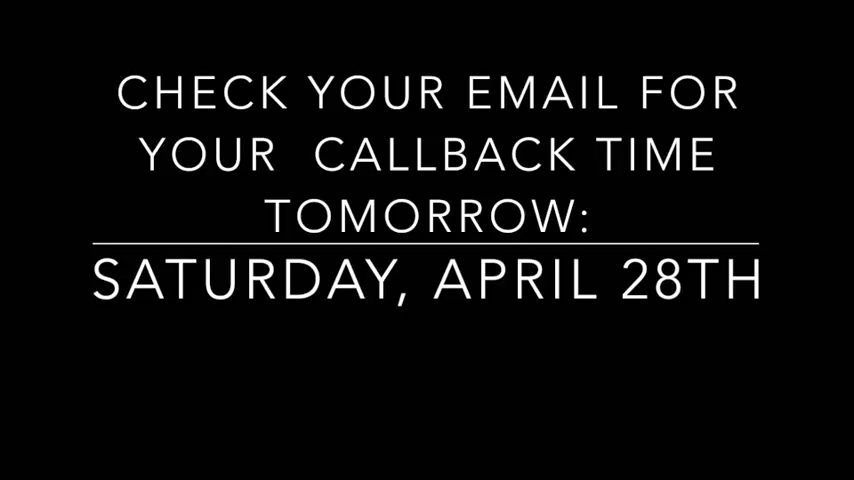 CHECK YOUR EMAIL FOR
YOUR CALLBACK TIME
TOMORROW:
SATURDAY, APRIL 28TH